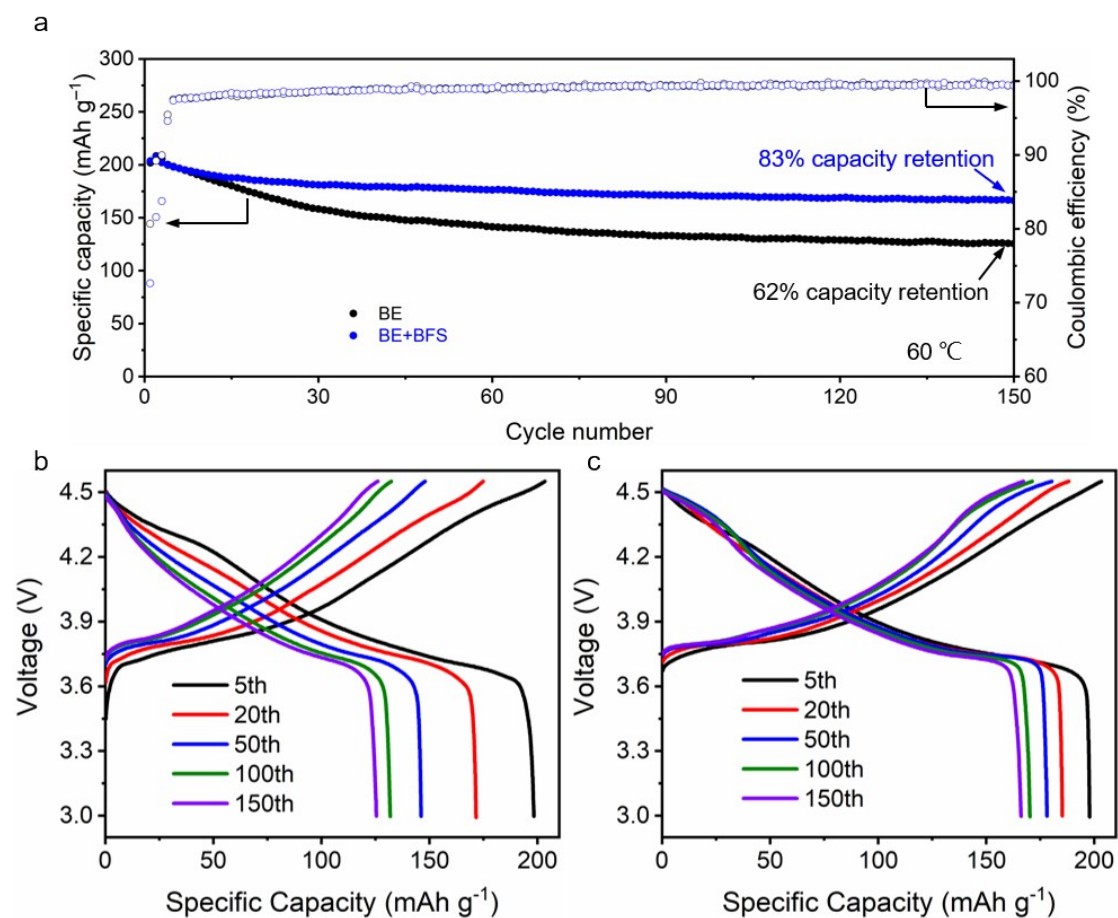 a
300
250
200
150
100
50
0
Specific capacity (mAh g⁻¹)
100
90
80
70
60
Coulombic efficiency (%)
83% capacity retention
62% capacity retention
BE
BE+BFS
60 ℃
0 30 60 90 120 150
Cycle number
b
4.5
4.2
3.9
3.6
3.3
3.0
Voltage (V)
5th
20th
50th
100th
150th
0 50 100 150 200
Specific Capacity (mAh g⁻¹)
c
4.5
4.2
3.9
3.6
3.3
3.0
Voltage (V)
5th
20th
50th
100th
150th
0 50 100 150 200
Specific Capacity (mAh g⁻¹)